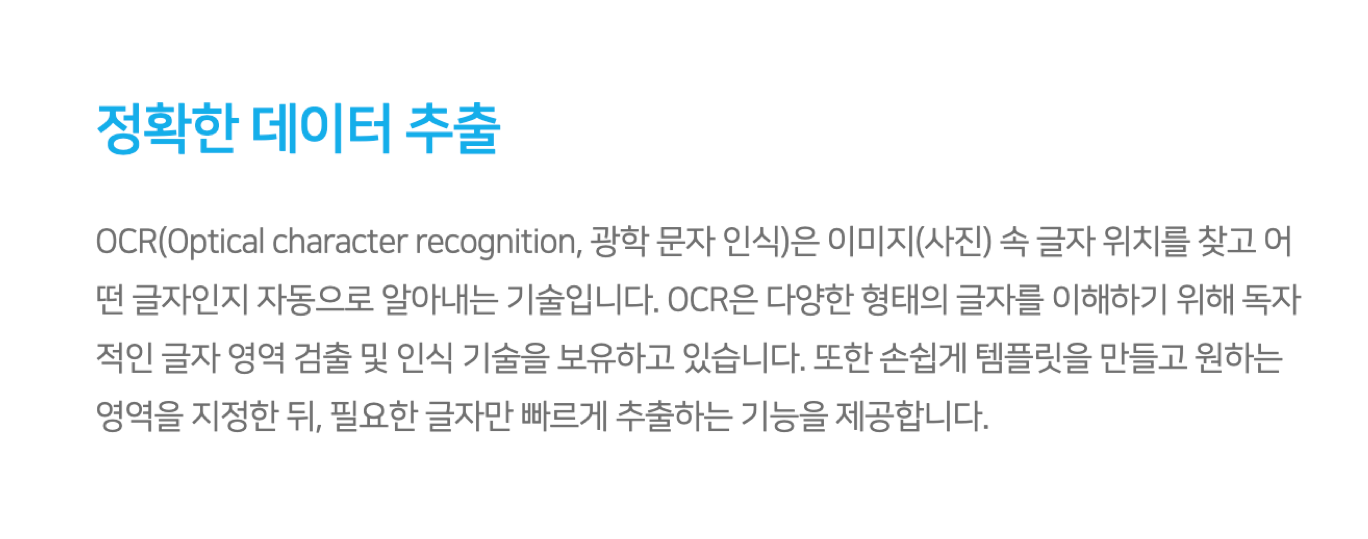 정확한 데이터 추출
OCR(Optical character recognition, 광학 문자 인식)은 이미지(사진) 속 글자 위치를 찾고 어
떤 글자인지 자동으로 알아내는 기술입니다. OCR은 다양한 형태의 글자를 이해하기 위해 독자
적인 글자 영역 검출 및 인식 기술을 보유하고 있습니다. 또한 손쉽게 템플릿을 만들고 원하는
영역을 지정한 뒤, 필요한 글자만 빠르게 추출하는 기능을 제공합니다.